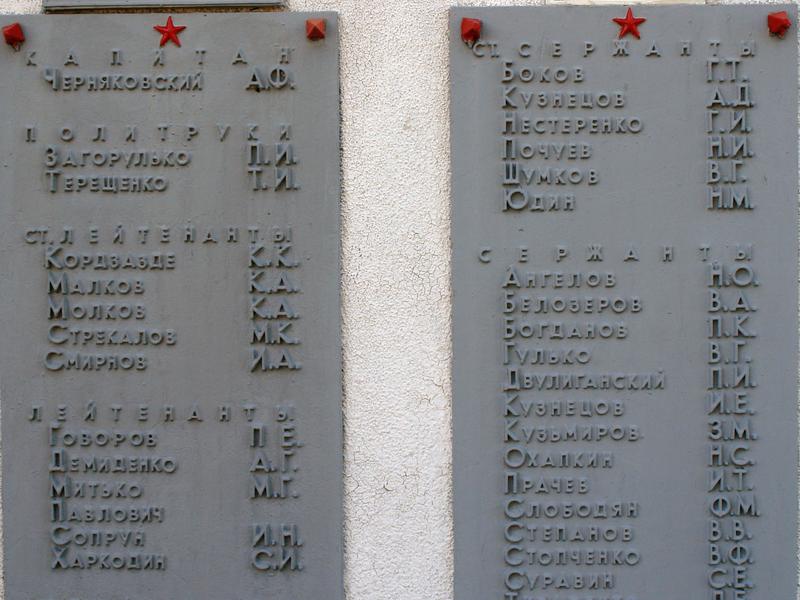 КАПИТАН
Черняковский А.Ф.
ПОЛИТРУКИ
Загорулько П.И.
Терещенко Т.И.
СТ. ЛЕЙТЕНАНТЫ
Кордзазде К.К.
Малков К.А.
Молков К.А.
Стрекалов М.К.
Смирнов И.А.
ЛЕЙТЕНАНТЫ
Говоров П.Е.
Демиденко А.Г.
Митько М.Г.
Павлович
Сопрун И.Н.
Харкодин С.И.
СТ. СЕРЖАНТЫ
Боков Г.Т.
Кузнецов А.Д.
Нестеренко Г.И.
Почуев Н.И.
Шумков В.Г.
Юдин Н.М.
СЕРЖАНТЫ
Ангелов Н.О.
Белозеров В.А.
Богданов П.К.
Гулько В.Г.
Двулиганский П.И.
Кузнецов И.Е.
Кузьмиров З.М.
Охапкин Н.С.
Прачев И.Т.
Слободян Ф.М.
Степанов В.В.
Стопченко В.Ф.
Суравин С.Е.